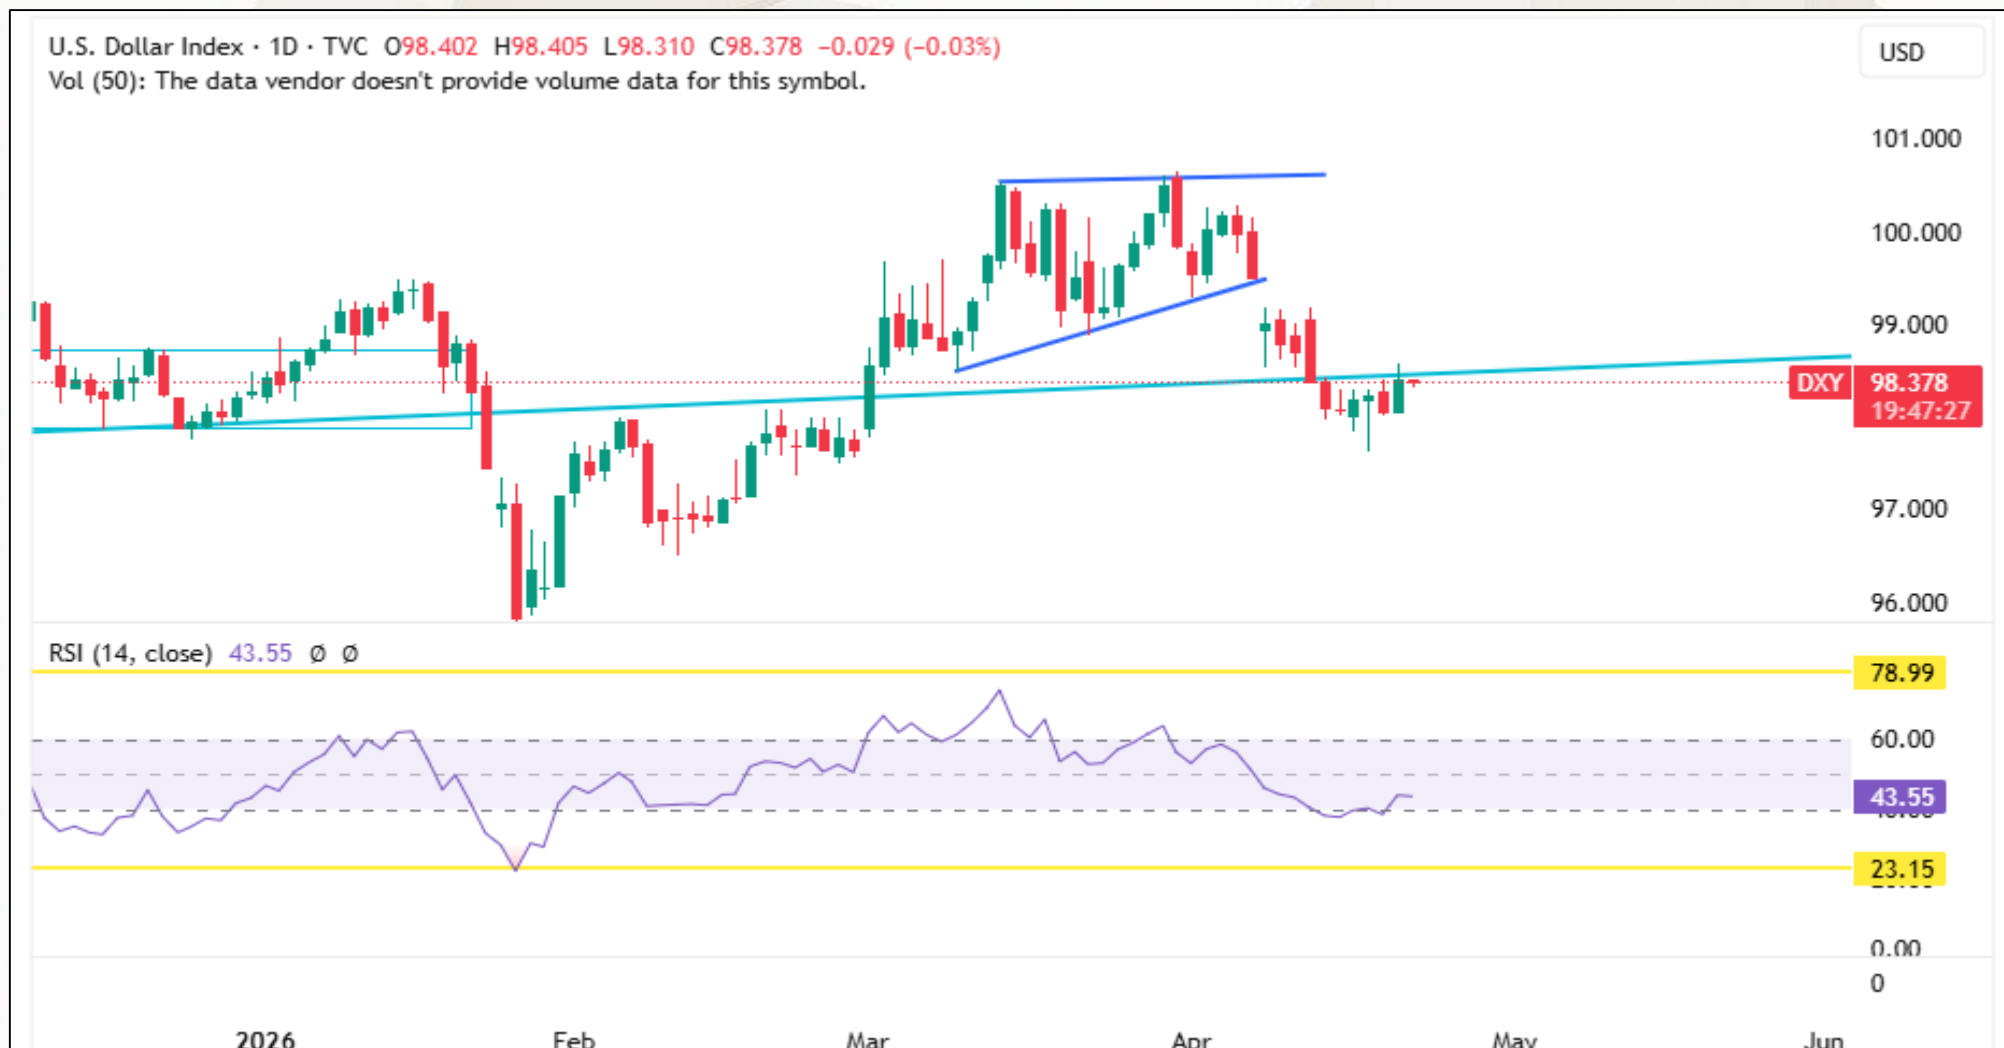 U.S. Dollar Index · 1D · TVC O98.402 H98.405 L98.310 C98.378 −0.029 (−0.03%)
USD
Vol (50): The data vendor doesn't provide volume data for this symbol.
101.000
100.000
99.000
DXY 98.378
19:47:27
97.000
96.000
RSI (14, close) 43.55 Ø Ø
78.99
60.00
43.55
23.15
0.00
0
2026 Feb Mar Apr May Jun